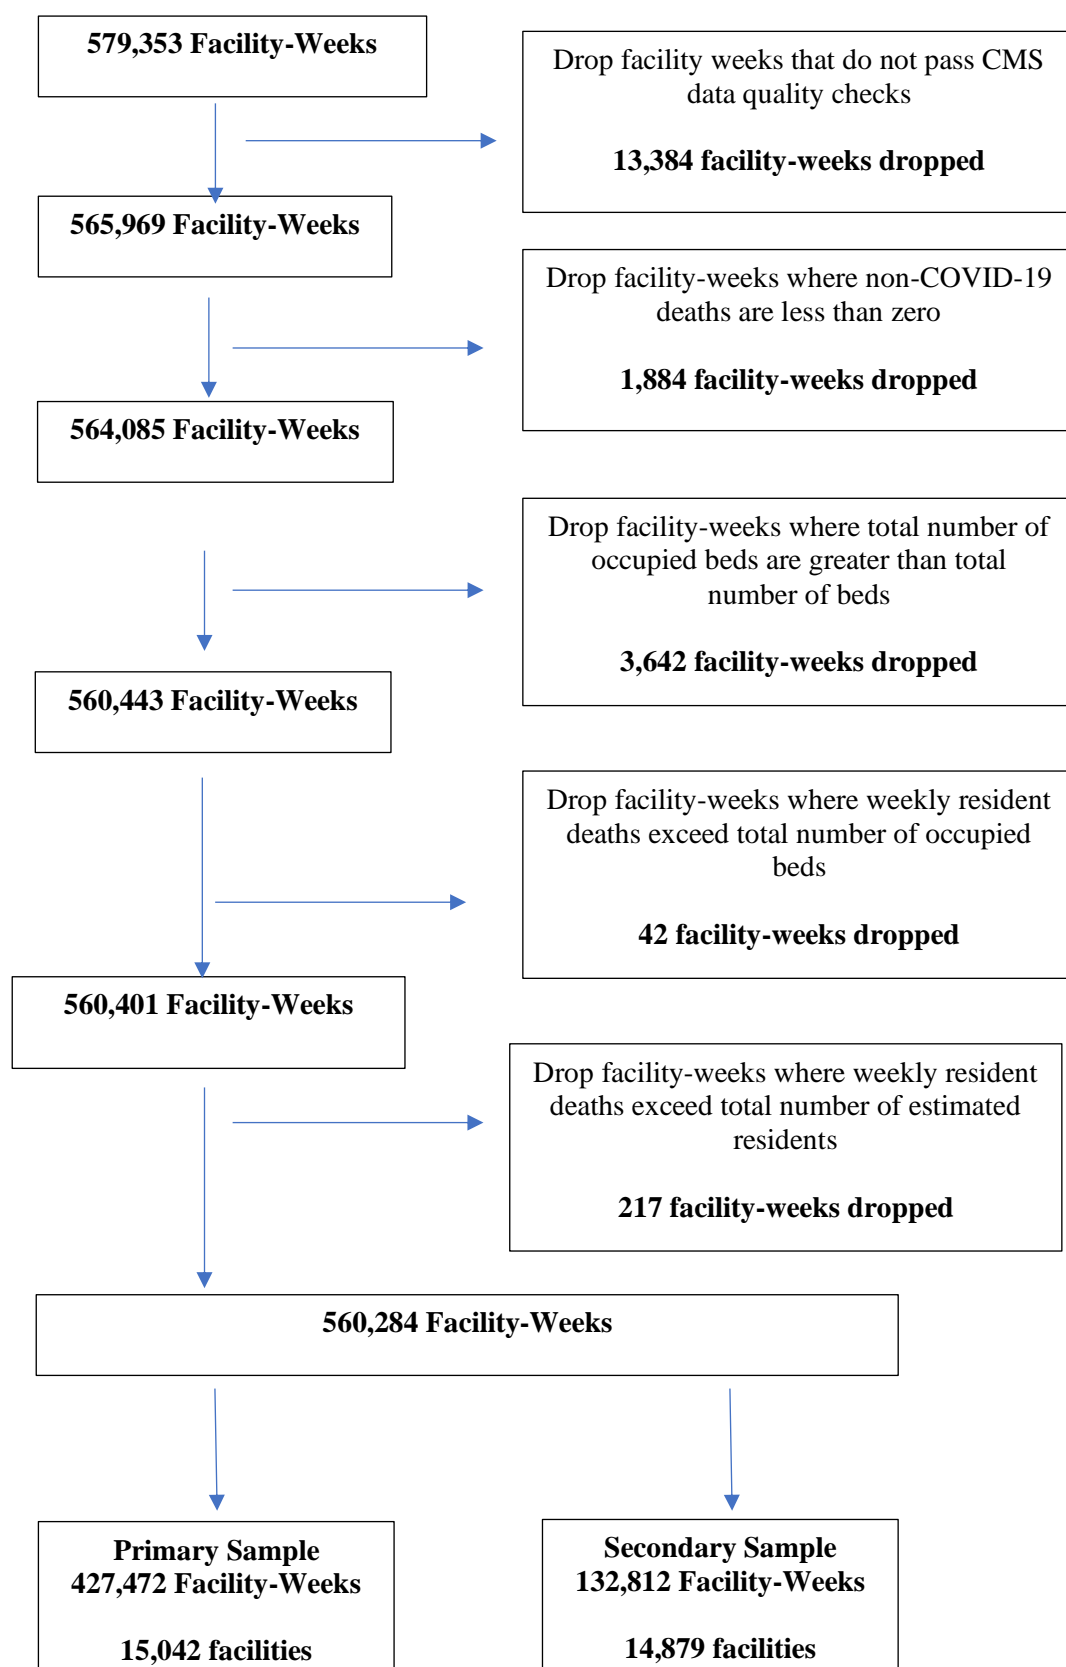 579,353 Facility-Weeks
Drop facility weeks that do not pass CMS
data quality checks
13,384 facility-weeks dropped
565,969 Facility-Weeks
Drop facility-weeks where non-COVID-19
deaths are less than zero
1,884 facility-weeks dropped
564,085 Facility-Weeks
Drop facility-weeks where total number of
occupied beds are greater than total
number of beds
3,642 facility-weeks dropped
560,443 Facility-Weeks
Drop facility-weeks where weekly resident
deaths exceed total number of occupied
beds
42 facility-weeks dropped
560,401 Facility-Weeks
Drop facility-weeks where weekly resident
deaths exceed total number of estimated
residents
217 facility-weeks dropped
560,284 Facility-Weeks
Primary Sample
427,472 Facility-Weeks
15,042 facilities
Secondary Sample
132,812 Facility-Weeks
14,879 facilities